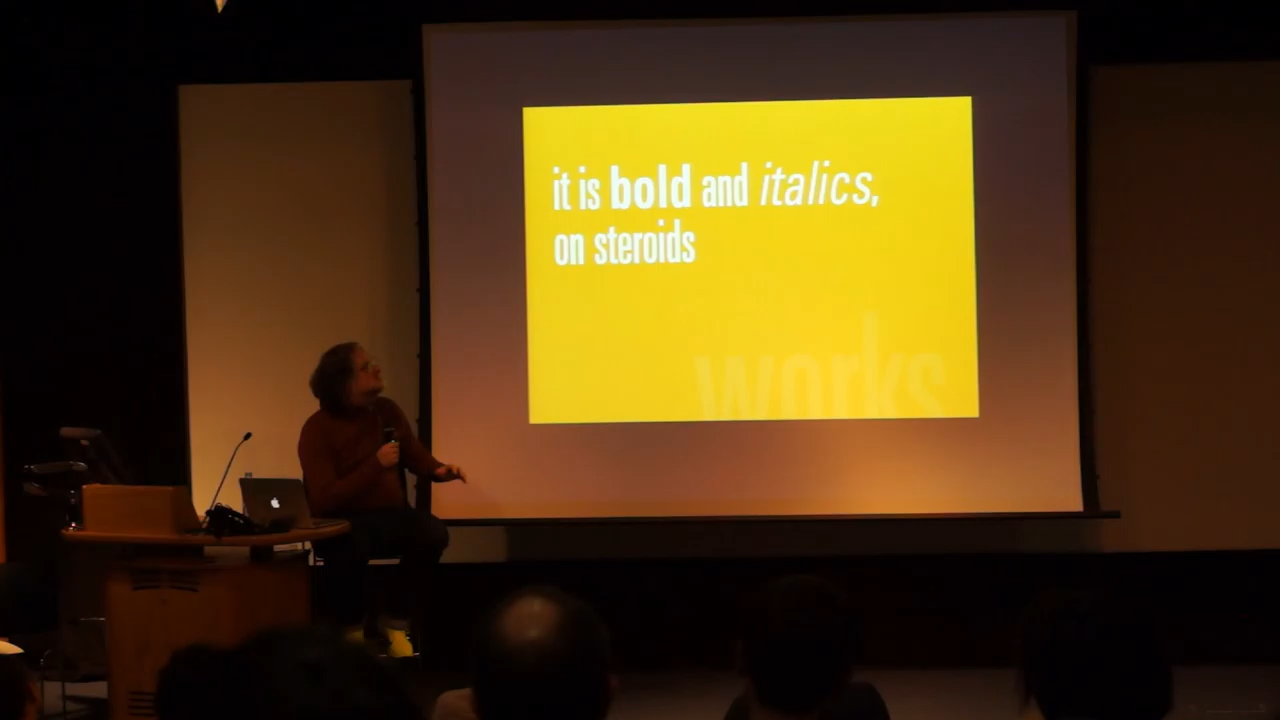 it is bold and italics,
on steroids
works